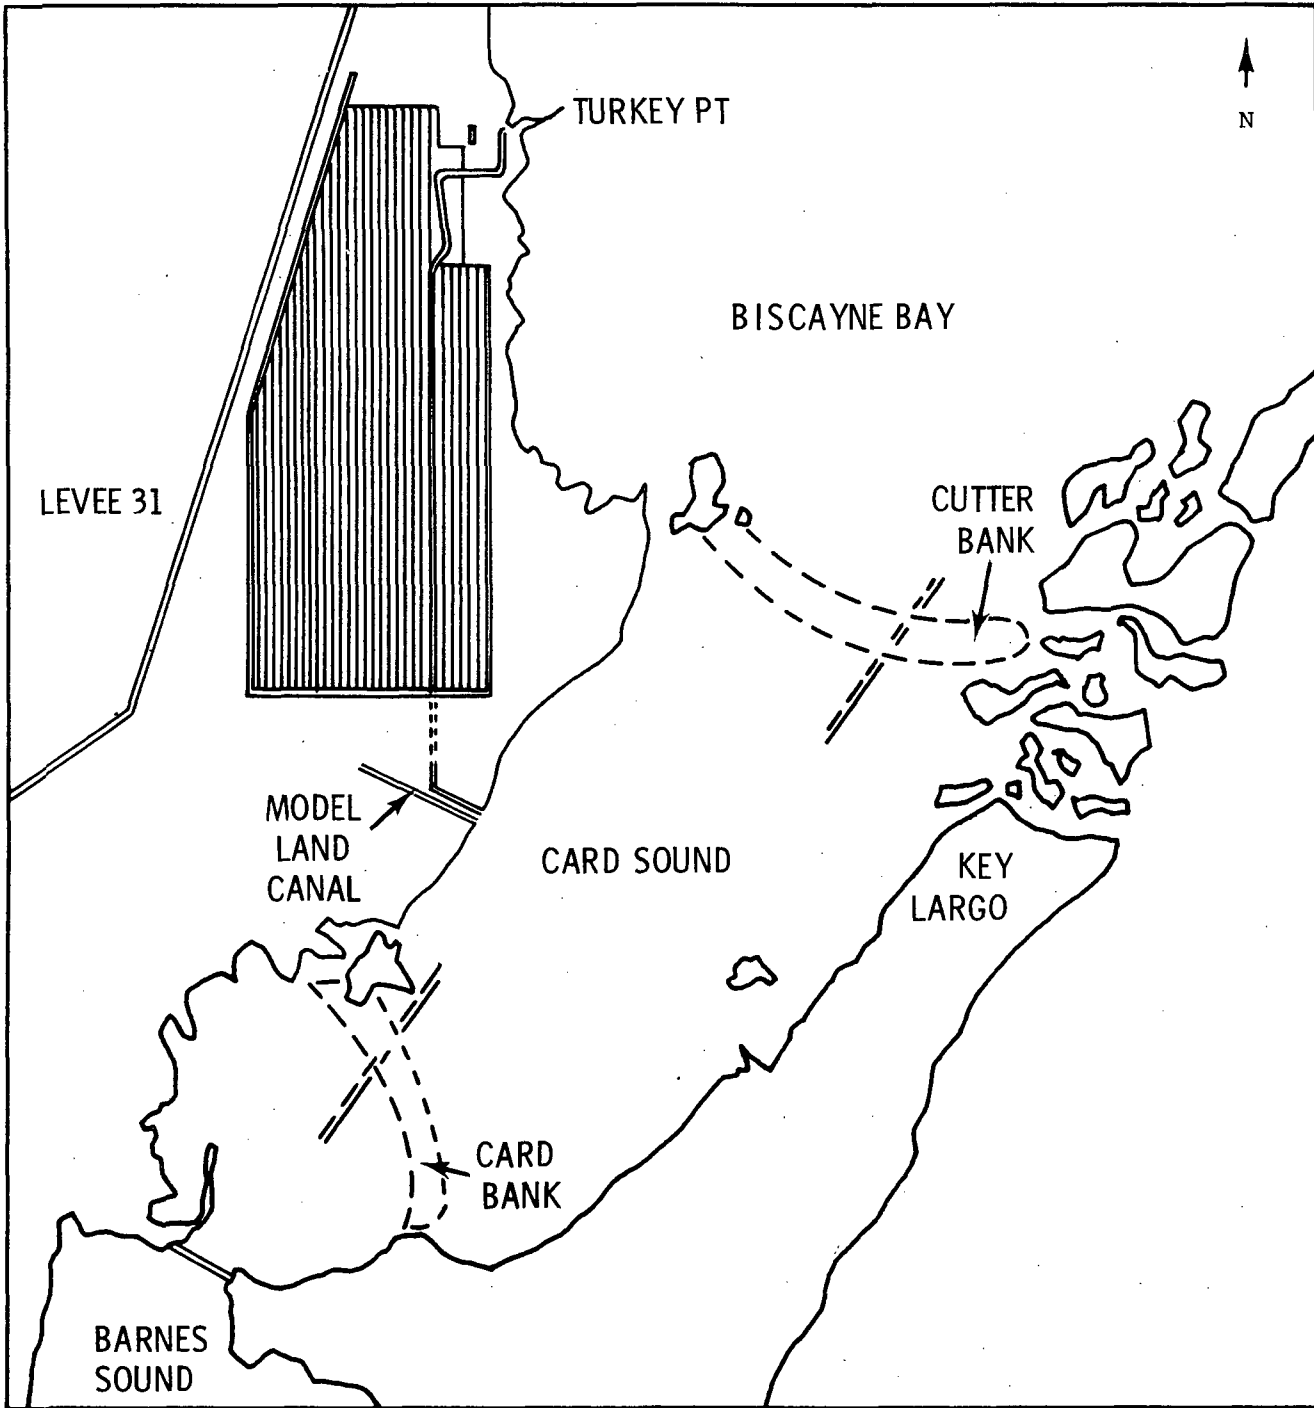 TURKEY PT
N
BISCAYNE BAY
LEVEE 31
CUTTER
BANK
MODEL
LAND
CANAL
CARD SOUND
KEY
LARGO
CARD
BANK
BARNES
SOUND